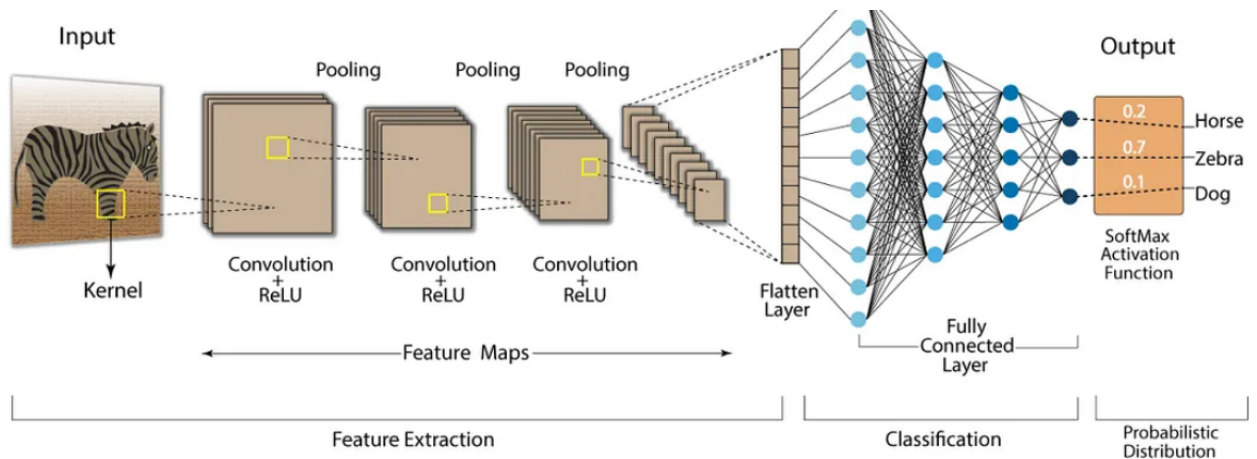 Input
Output
Pooling
Pooling
Pooling
0.2
Horse
0.7
Zebra
0.1
Dog
Kernel
Convolution
+
ReLU
Convolution
+
ReLU
Convolution
+
ReLU
Flatten
Layer
SoftMax
Activation
Function
Fully
Connected
Layer
Feature Maps
Feature Extraction
Classification
Probabilistic
Distribution